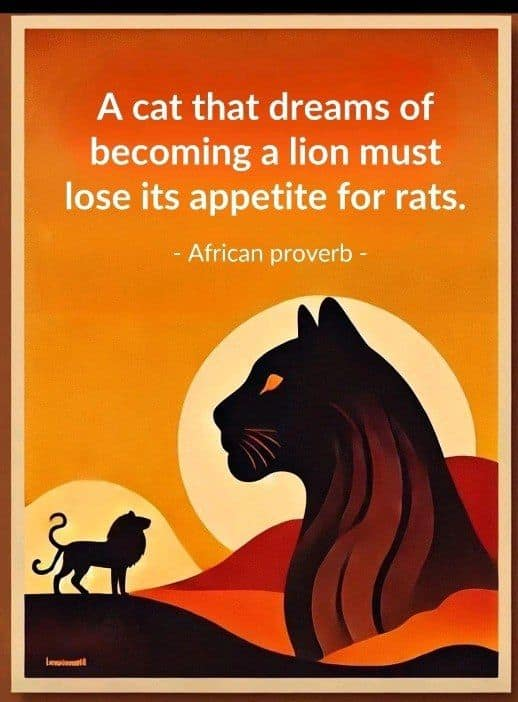 A cat that dreams of
becoming a lion must
lose its appetite for rats.
- African proverb -